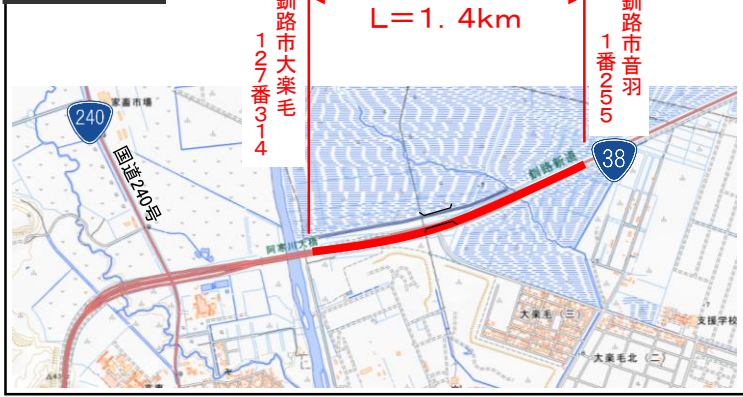 L=1．4km
釧路市大楽毛
127番314
釧路市音羽
1番255
家畜市場
240
国道240号
38
釧路新道
阿寒川大橋
大楽毛（三）
支援学校
大楽毛北（二）